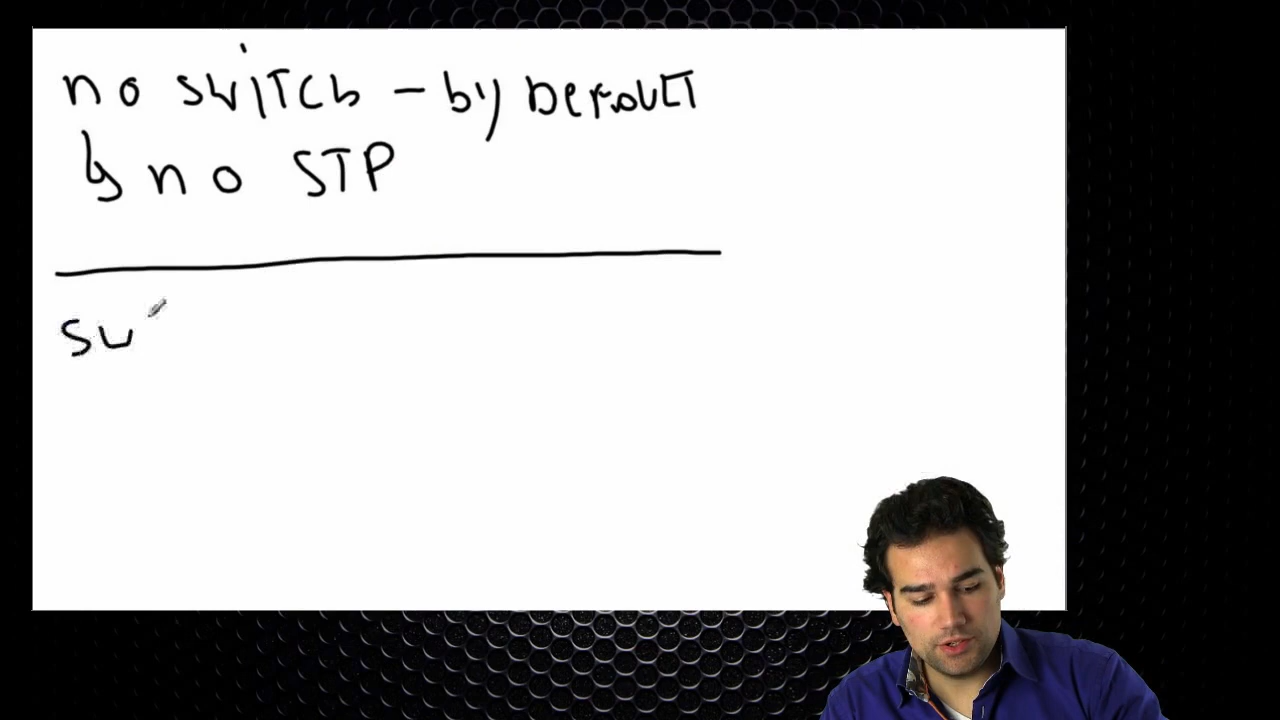 no switch - by Default
↳ no STP
sw